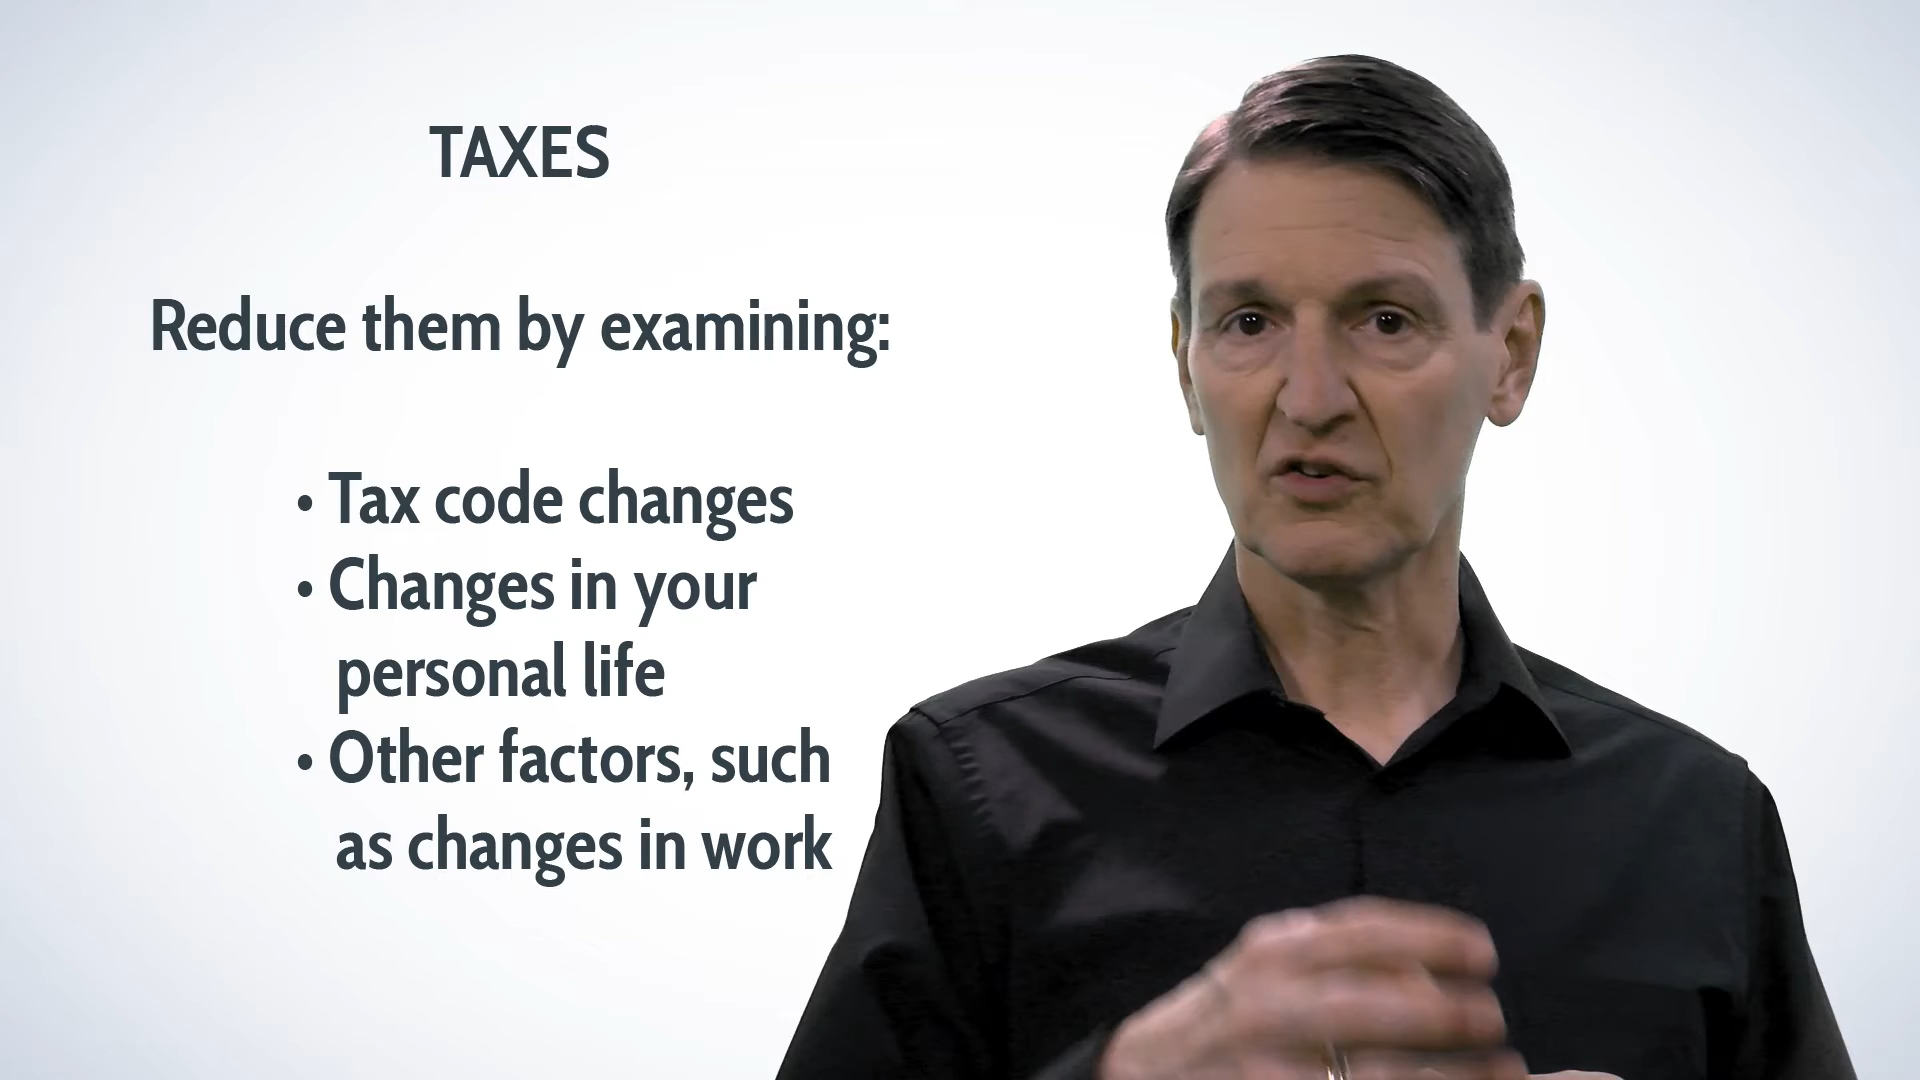 TAXES
Reduce them by examining:
• Tax code changes
• Changes in your
personal life
• Other factors, such
as changes in work